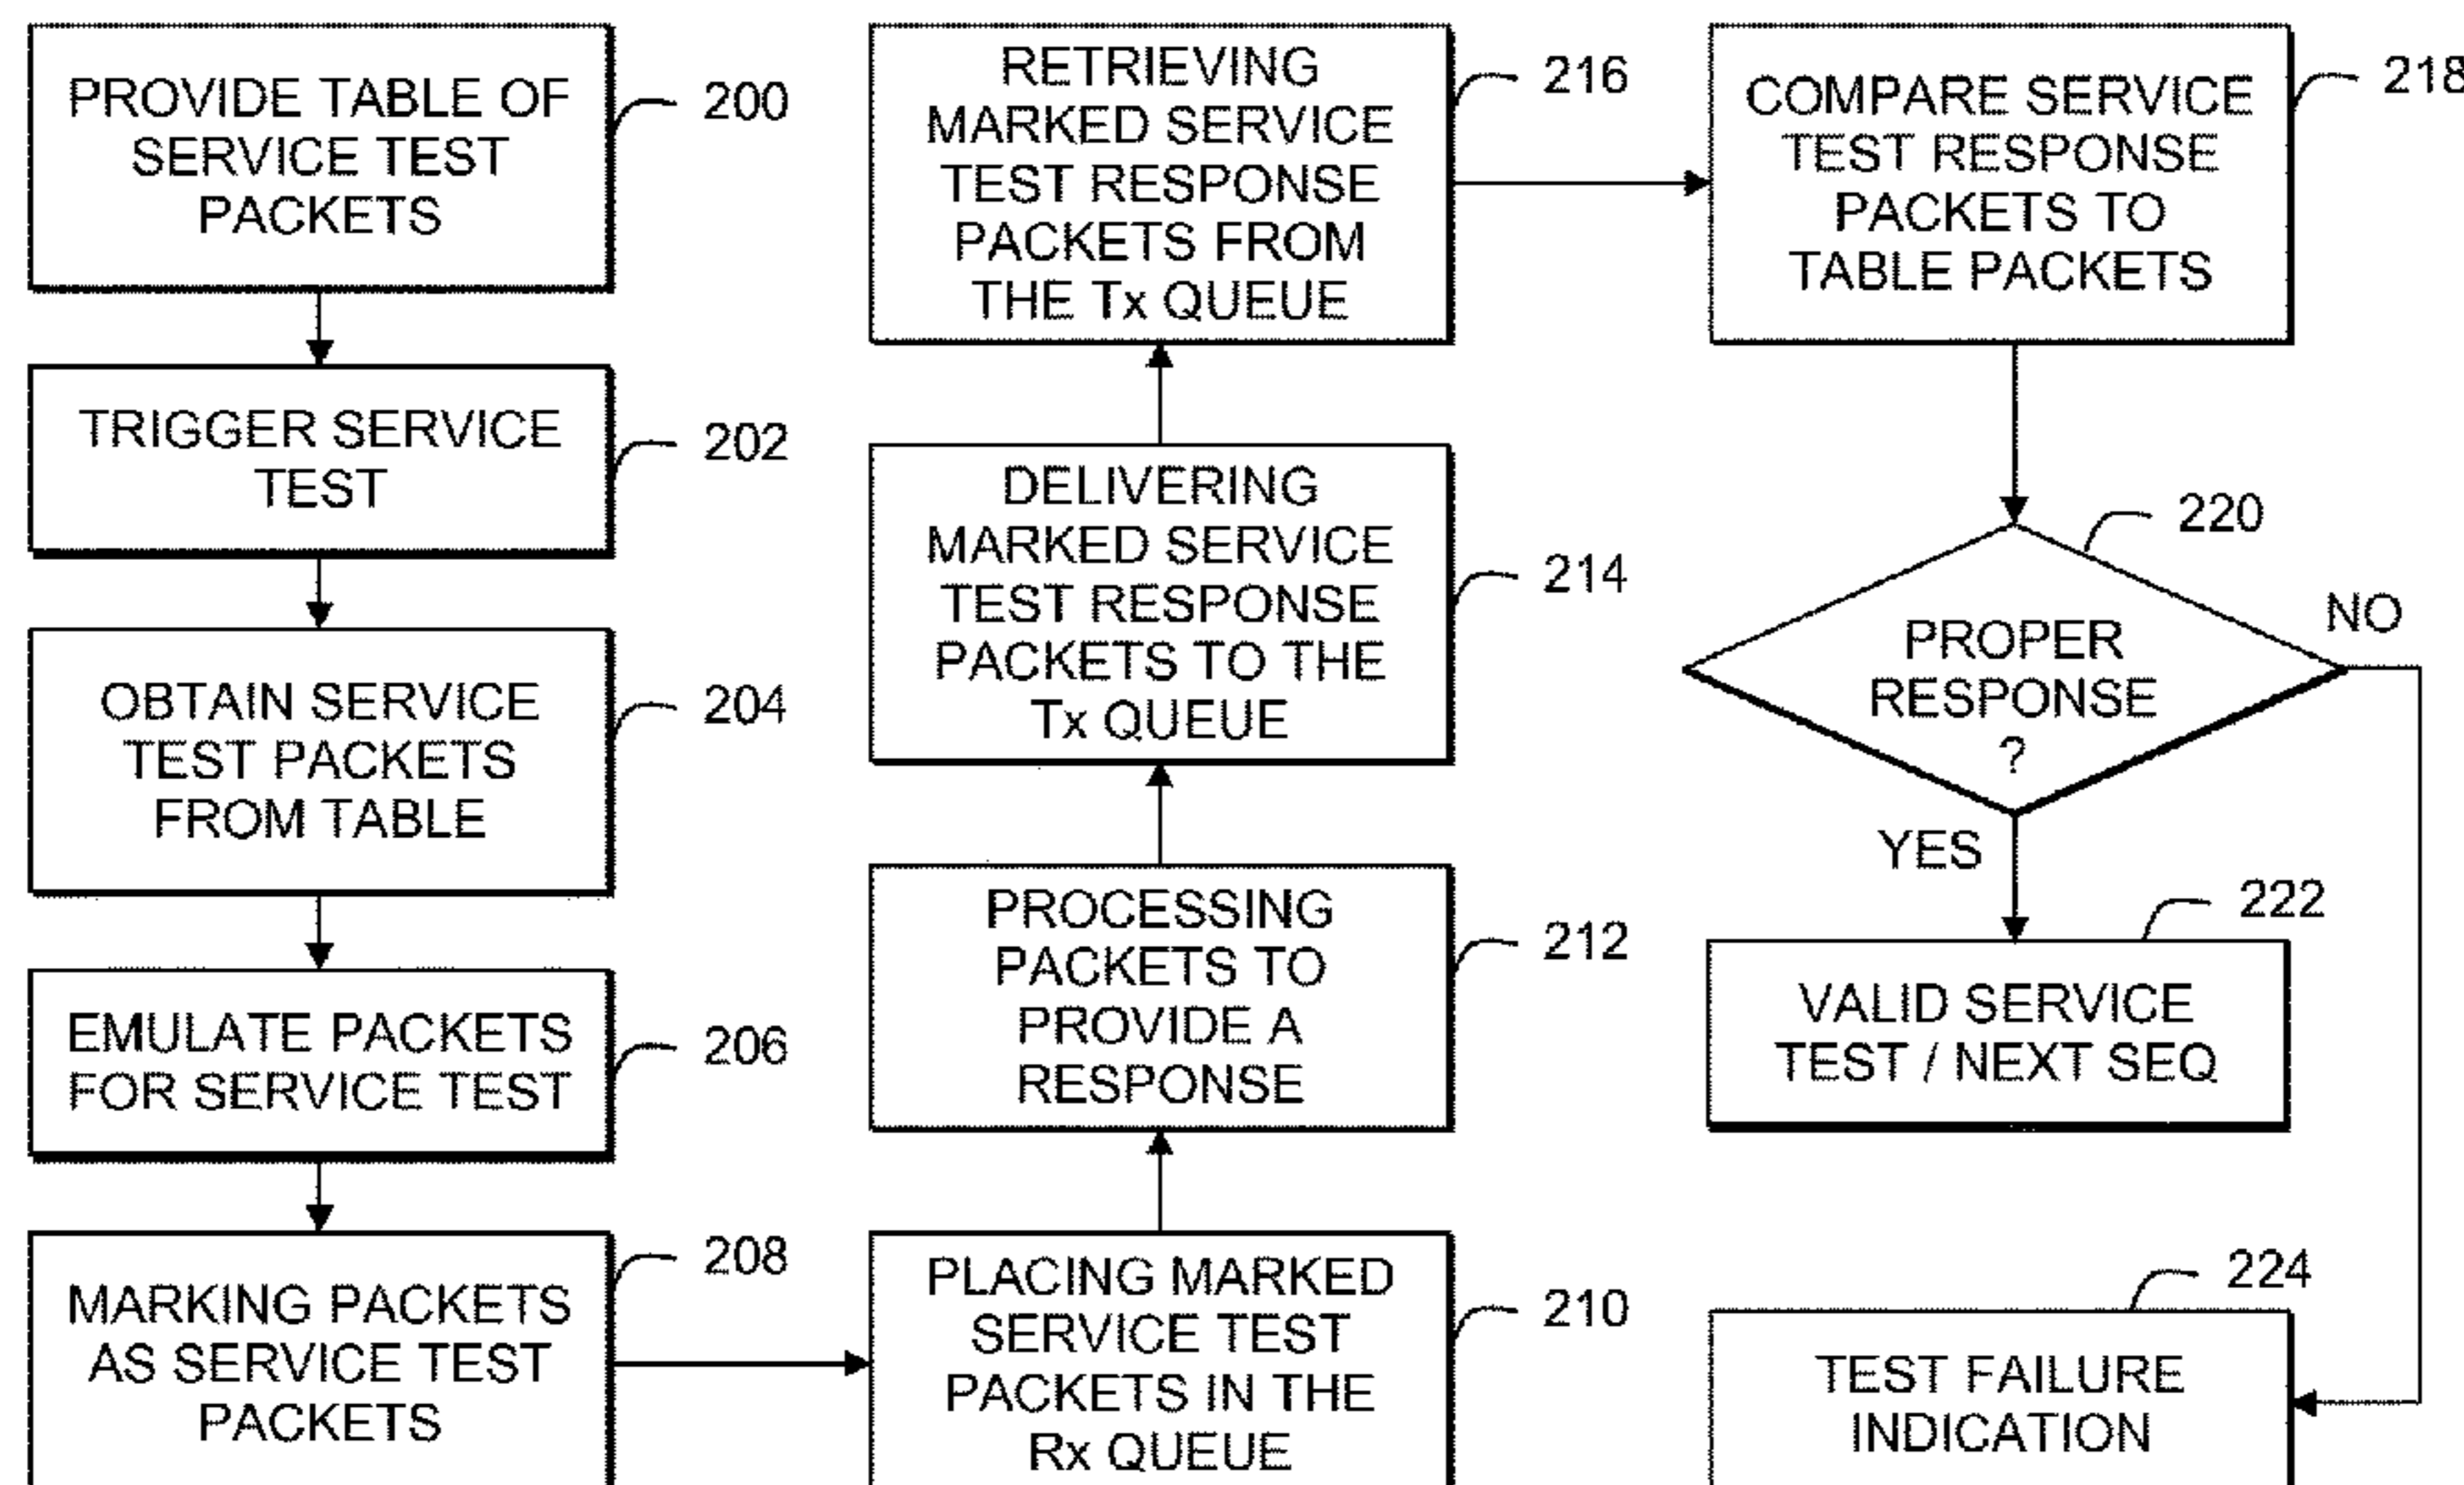 PROVIDE TABLE OF
SERVICE TEST
PACKETS
200
TRIGGER SERVICE
TEST
202
OBTAIN SERVICE
TEST PACKETS
FROM TABLE
204
EMULATE PACKETS
FOR SERVICE TEST
206
MARKING PACKETS
AS SERVICE TEST
PACKETS
208
PLACING MARKED
SERVICE TEST
PACKETS IN THE
Rx QUEUE
210
PROCESSING
PACKETS TO
PROVIDE A
RESPONSE
212
DELIVERING
MARKED SERVICE
TEST RESPONSE
PACKETS TO THE
Tx QUEUE
214
RETRIEVING
MARKED SERVICE
TEST RESPONSE
PACKETS FROM
THE Tx QUEUE
216
COMPARE SERVICE
TEST RESPONSE
PACKETS TO
TABLE PACKETS
218
PROPER
RESPONSE
?
220
NO
YES
VALID SERVICE
TEST / NEXT SEQ
222
TEST FAILURE
INDICATION
224